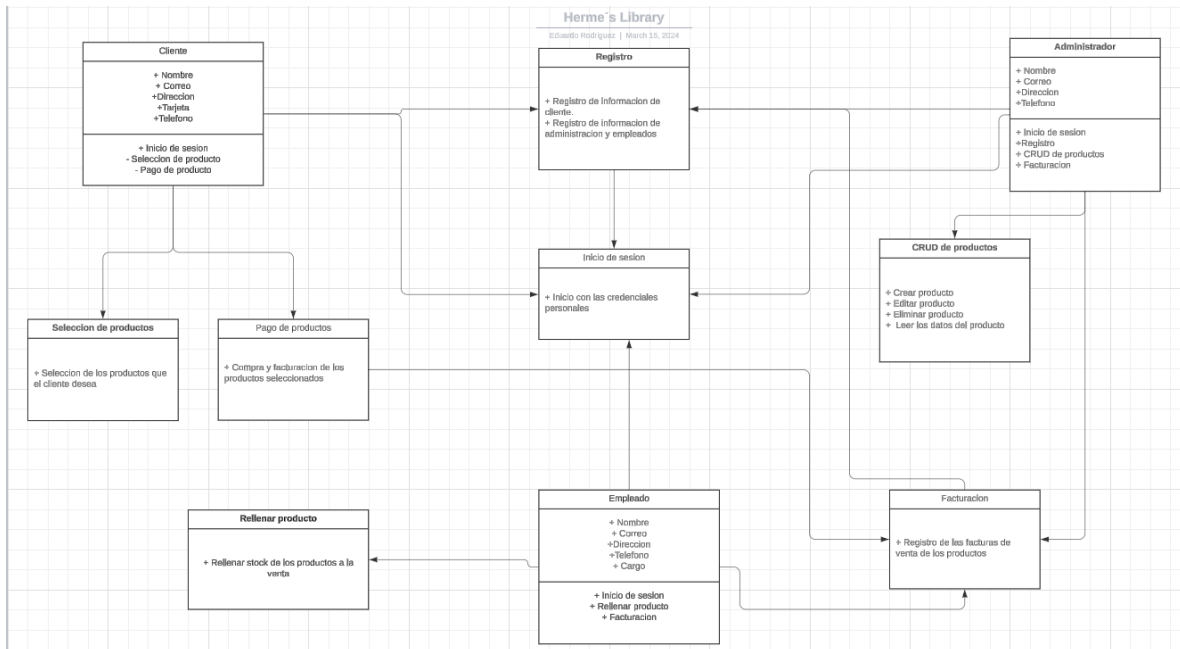 Herme´s Library
Eduardo Rodriguez | March 15, 2024
Cliente
+ Nombre
+ Correo
+Direccion
+Tarjeta
+Telefono
+ Inicio de sesion
- Seleccion de producto
- Pago de producto
Registro
+ Registro de informacion de
cliente.
+ Registro de informacion de
administracion y empleados
Administrador
+ Nombre
+ Correo
+Direccion
+Telefono
+ Inicio de sesion
+Registro
+ CRUD de productos
+ Facturacion
Inicio de sesion
+ Inicio con las credenciales
personales
CRUD de productos
+ Crear producto
+ Editar producto
+ Eliminar producto
+ Leer los datos del producto
Seleccion de productos
+ Seleccion de los productos que
el cliente desea
Pago de productos
+ Compra y facturacion de los
productos seleccionados
Rellenar producto
+ Rellenar stock de los productos a la
venta
Empleado
+ Nombre
+ Correo
+Direccion
+Telefono
+ Cargo
+ Inicio de sesion
+ Rellenar producto
+ Facturacion
Facturacion
+ Registro de las facturas de
venta de los productos